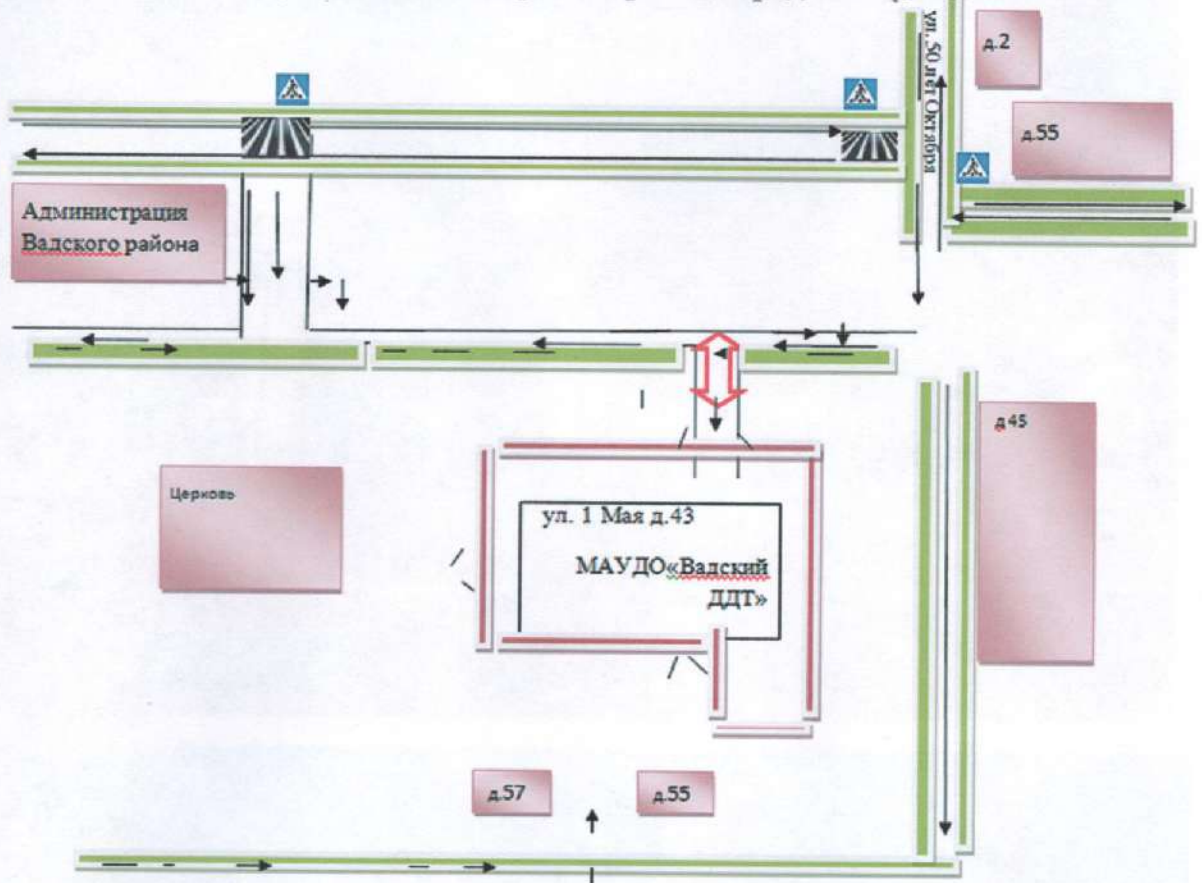 ул. 50 лет Октября
д.2
д.55
Администрация
Вадского района
д45
Церковь
ул. 1 Мая д.43
МАУДО«Вадский
ДДТ»
д.57
д.55